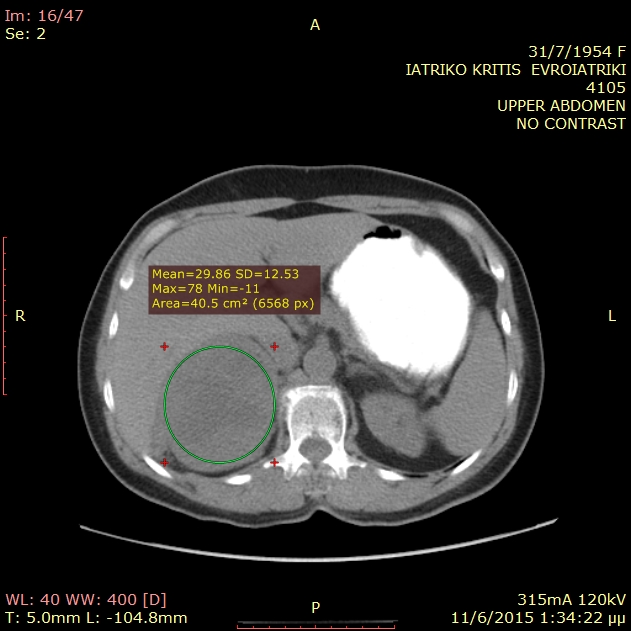 Im: 16/47
Se: 2
A
31/7/1954 F
IATRIKO KRITIS EVROIATRIKI
4105
UPPER ABDOMEN
NO CONTRAST
Mean=29.86 SD=12.53
Max=78 Min=-11
Area=40.5 cm² (6568 px)
R
L
WL: 40 WW: 400 [D]
T: 5.0mm L: -104.8mm
P
315mA 120kV
11/6/2015 1:34:22 μμ